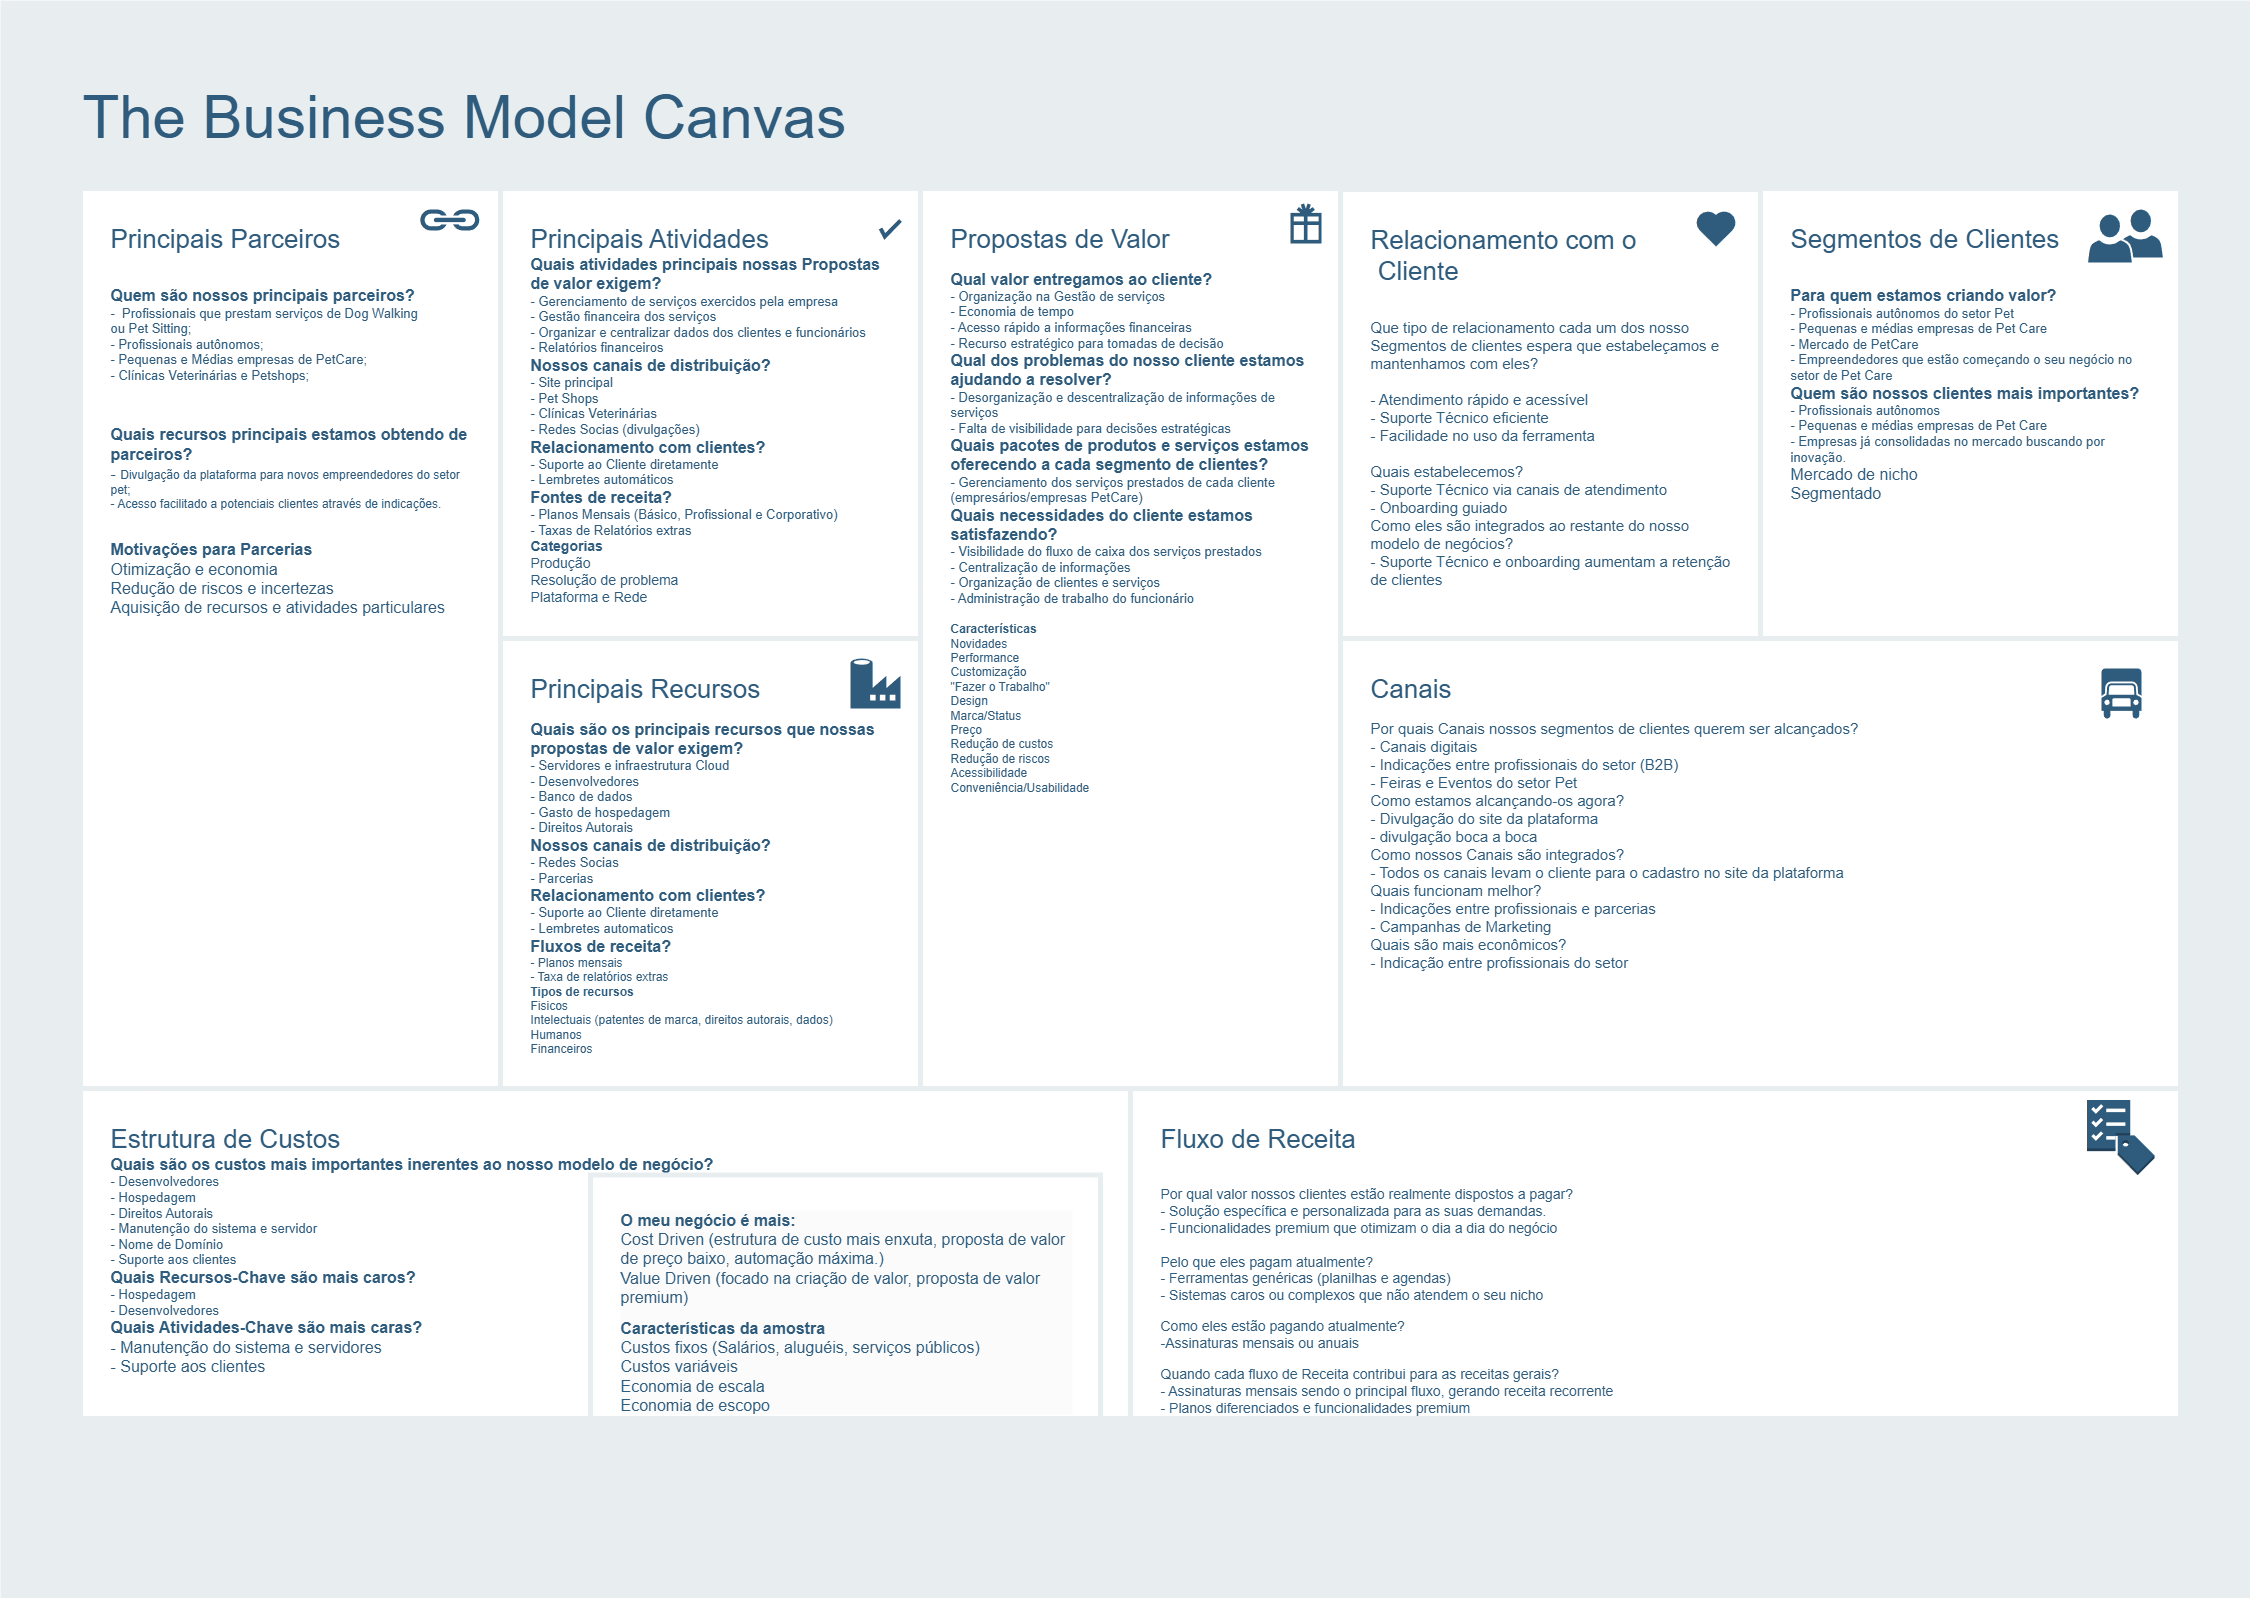 The Business Model Canvas
Principais Parceiros
Quem são nossos principais parceiros?
-  Profissionais que prestam serviços de Dog Walking
ou Pet Sitting;
- Profissionais autônomos;
- Pequenas e Médias empresas de PetCare;
- Clínicas Veterinárias e Petshops;
Quais recursos principais estamos obtendo de
parceiros?
- Divulgação da plataforma para novos empreendedores do setor
pet;
- Acesso facilitado a potenciais clientes através de indicações.
Motivações para Parcerias
Otimização e economia
Redução de riscos e incertezas
Aquisição de recursos e atividades particulares
Principais Atividades
Quais atividades principais nossas Propostas
de valor exigem?
- Gerenciamento de serviços exercidos pela empresa
- Gestão financeira dos serviços
- Organizar e centralizar dados dos clientes e funcionários
- Relatórios financeiros
Nossos canais de distribuição?
- Site principal
- Pet Shops
- Clínicas Veterinárias
- Redes Socias (divulgações)
Relacionamento com clientes?
- Suporte ao Cliente diretamente
- Lembretes automáticos
Fontes de receita?
- Planos Mensais (Básico, Profissional e Corporativo)
- Taxas de Relatórios extras
Categorias
Produção
Resolução de problema
Plataforma e Rede
Principais Recursos
Quais são os principais recursos que nossas
propostas de valor exigem?
- Servidores e infraestrutura Cloud
- Desenvolvedores
- Banco de dados
- Gasto de hospedagem
- Direitos Autorais
Nossos canais de distribuição?
- Redes Socias
- Parcerias
Relacionamento com clientes?
- Suporte ao Cliente diretamente
- Lembretes automaticos
Fluxos de receita?
- Planos mensais
- Taxa de relatórios extras
Tipos de recursos
Fisicos
Intelectuais (patentes de marca, direitos autorais, dados)
Humanos
Financeiros
Propostas de Valor
Qual valor entregamos ao cliente?
- Organização na Gestão de serviços
- Economia de tempo
- Acesso rápido a informações financeiras
- Recurso estratégico para tomadas de decisão
Qual dos problemas do nosso cliente estamos
ajudando a resolver?
- Desorganização e descentralização de informações de
serviços
- Falta de visibilidade para decisões estratégicas
Quais pacotes de produtos e serviços estamos
oferecendo a cada segmento de clientes?
- Gerenciamento dos serviços prestados de cada cliente
(empresários/empresas PetCare)
Quais necessidades do cliente estamos
satisfazendo?
- Visibilidade do fluxo de caixa dos serviços prestados
- Centralização de informações
- Organização de clientes e serviços
- Administração de trabalho do funcionário
Características
Novidades
Performance
Customização
"Fazer o Trabalho"
Design
Marca/Status
Preço
Redução de custos
Redução de riscos
Acessibilidade
Conveniência/Usabilidade
Relacionamento com o
Cliente
Que tipo de relacionamento cada um dos nosso
Segmentos de clientes espera que estabeleçamos e
mantenhamos com eles?
- Atendimento rápido e acessível
- Suporte Técnico eficiente
- Facilidade no uso da ferramenta
Quais estabelecemos?
- Suporte Técnico via canais de atendimento
- Onboarding guiado
Como eles são integrados ao restante do nosso
modelo de negócios?
- Suporte Técnico e onboarding aumentam a retenção
de clientes
Segmentos de Clientes
Para quem estamos criando valor?
- Profissionais autônomos do setor Pet
- Pequenas e médias empresas de Pet Care
- Mercado de PetCare
- Empreendedores que estão começando o seu negócio no
setor de Pet Care
Quem são nossos clientes mais importantes?
- Profissionais autônomos
- Pequenas e médias empresas de Pet Care
- Empresas já consolidadas no mercado buscando por
inovação.
Mercado de nicho
Segmentado
Canais
Por quais Canais nossos segmentos de clientes querem ser alcançados?
- Canais digitais
- Indicações entre profissionais do setor (B2B)
- Feiras e Eventos do setor Pet
Como estamos alcançando-os agora?
- Divulgação do site da plataforma
- divulgação boca a boca
Como nossos Canais são integrados?
- Todos os canais levam o cliente para o cadastro no site da plataforma
Quais funcionam melhor?
- Indicações entre profissionais e parcerias
- Campanhas de Marketing
Quais são mais econômicos?
- Indicação entre profissionais do setor
Estrutura de Custos
Quais são os custos mais importantes inerentes ao nosso modelo de negócio?
- Desenvolvedores
- Hospedagem
- Direitos Autorais
- Manutenção do sistema e servidor
- Nome de Domínio
- Suporte aos clientes
Quais Recursos-Chave são mais caros?
- Hospedagem
- Desenvolvedores
Quais Atividades-Chave são mais caras?
- Manutenção do sistema e servidores
- Suporte aos clientes
O meu negócio é mais:
Cost Driven (estrutura de custo mais enxuta, proposta de valor
de preço baixo, automação máxima.)
Value Driven (focado na criação de valor, proposta de valor
premium)
Características da amostra
Custos fixos (Salários, aluguéis, serviços públicos)
Custos variáveis
Economia de escala
Economia de escopo
Fluxo de Receita
Por qual valor nossos clientes estão realmente dispostos a pagar?
- Solução específica e personalizada para as suas demandas.
- Funcionalidades premium que otimizam o dia a dia do negócio
Pelo que eles pagam atualmente?
- Ferramentas genéricas (planilhas e agendas)
- Sistemas caros ou complexos que não atendem o seu nicho
Como eles estão pagando atualmente?
-Assinaturas mensais ou anuais
Quando cada fluxo de Receita contribui para as receitas gerais?
- Assinaturas mensais sendo o principal fluxo, gerando receita recorrente
- Planos diferenciados e funcionalidades premium